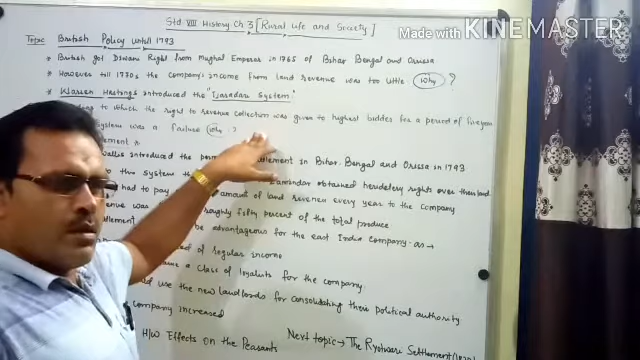 Std VIII History Ch 3 [Rural life and Society]
Made With KINEMASTER
Topic British Policy untill 1793
* British got Diwani Right from Mughal Emperor in 1765 of Bihar Bengal and Orissa
* However till 1770s the Company's income from land revenue was too little (Why) ?
* Warren Hastings introduced the "Ijaradari System"
to which the right to revenue collection was given to highest bidder for a period of five years
System was a failure (Why) ?
introduced the settlement in Bihar, Bengal and Orissa in 1793
to this system the Zamindar obtained hereditary rights over their land
had to pay amount of land revenue every year to the company
was roughly fifty percent of the total produce
be advantageous for the east India Company as →
of regular income
a class of loyalists for the company
use the new landlords for consolidating their political authority
company increased
H/W Effects on the Peasants
Next topic → The Ryotwari Settlement (1820)